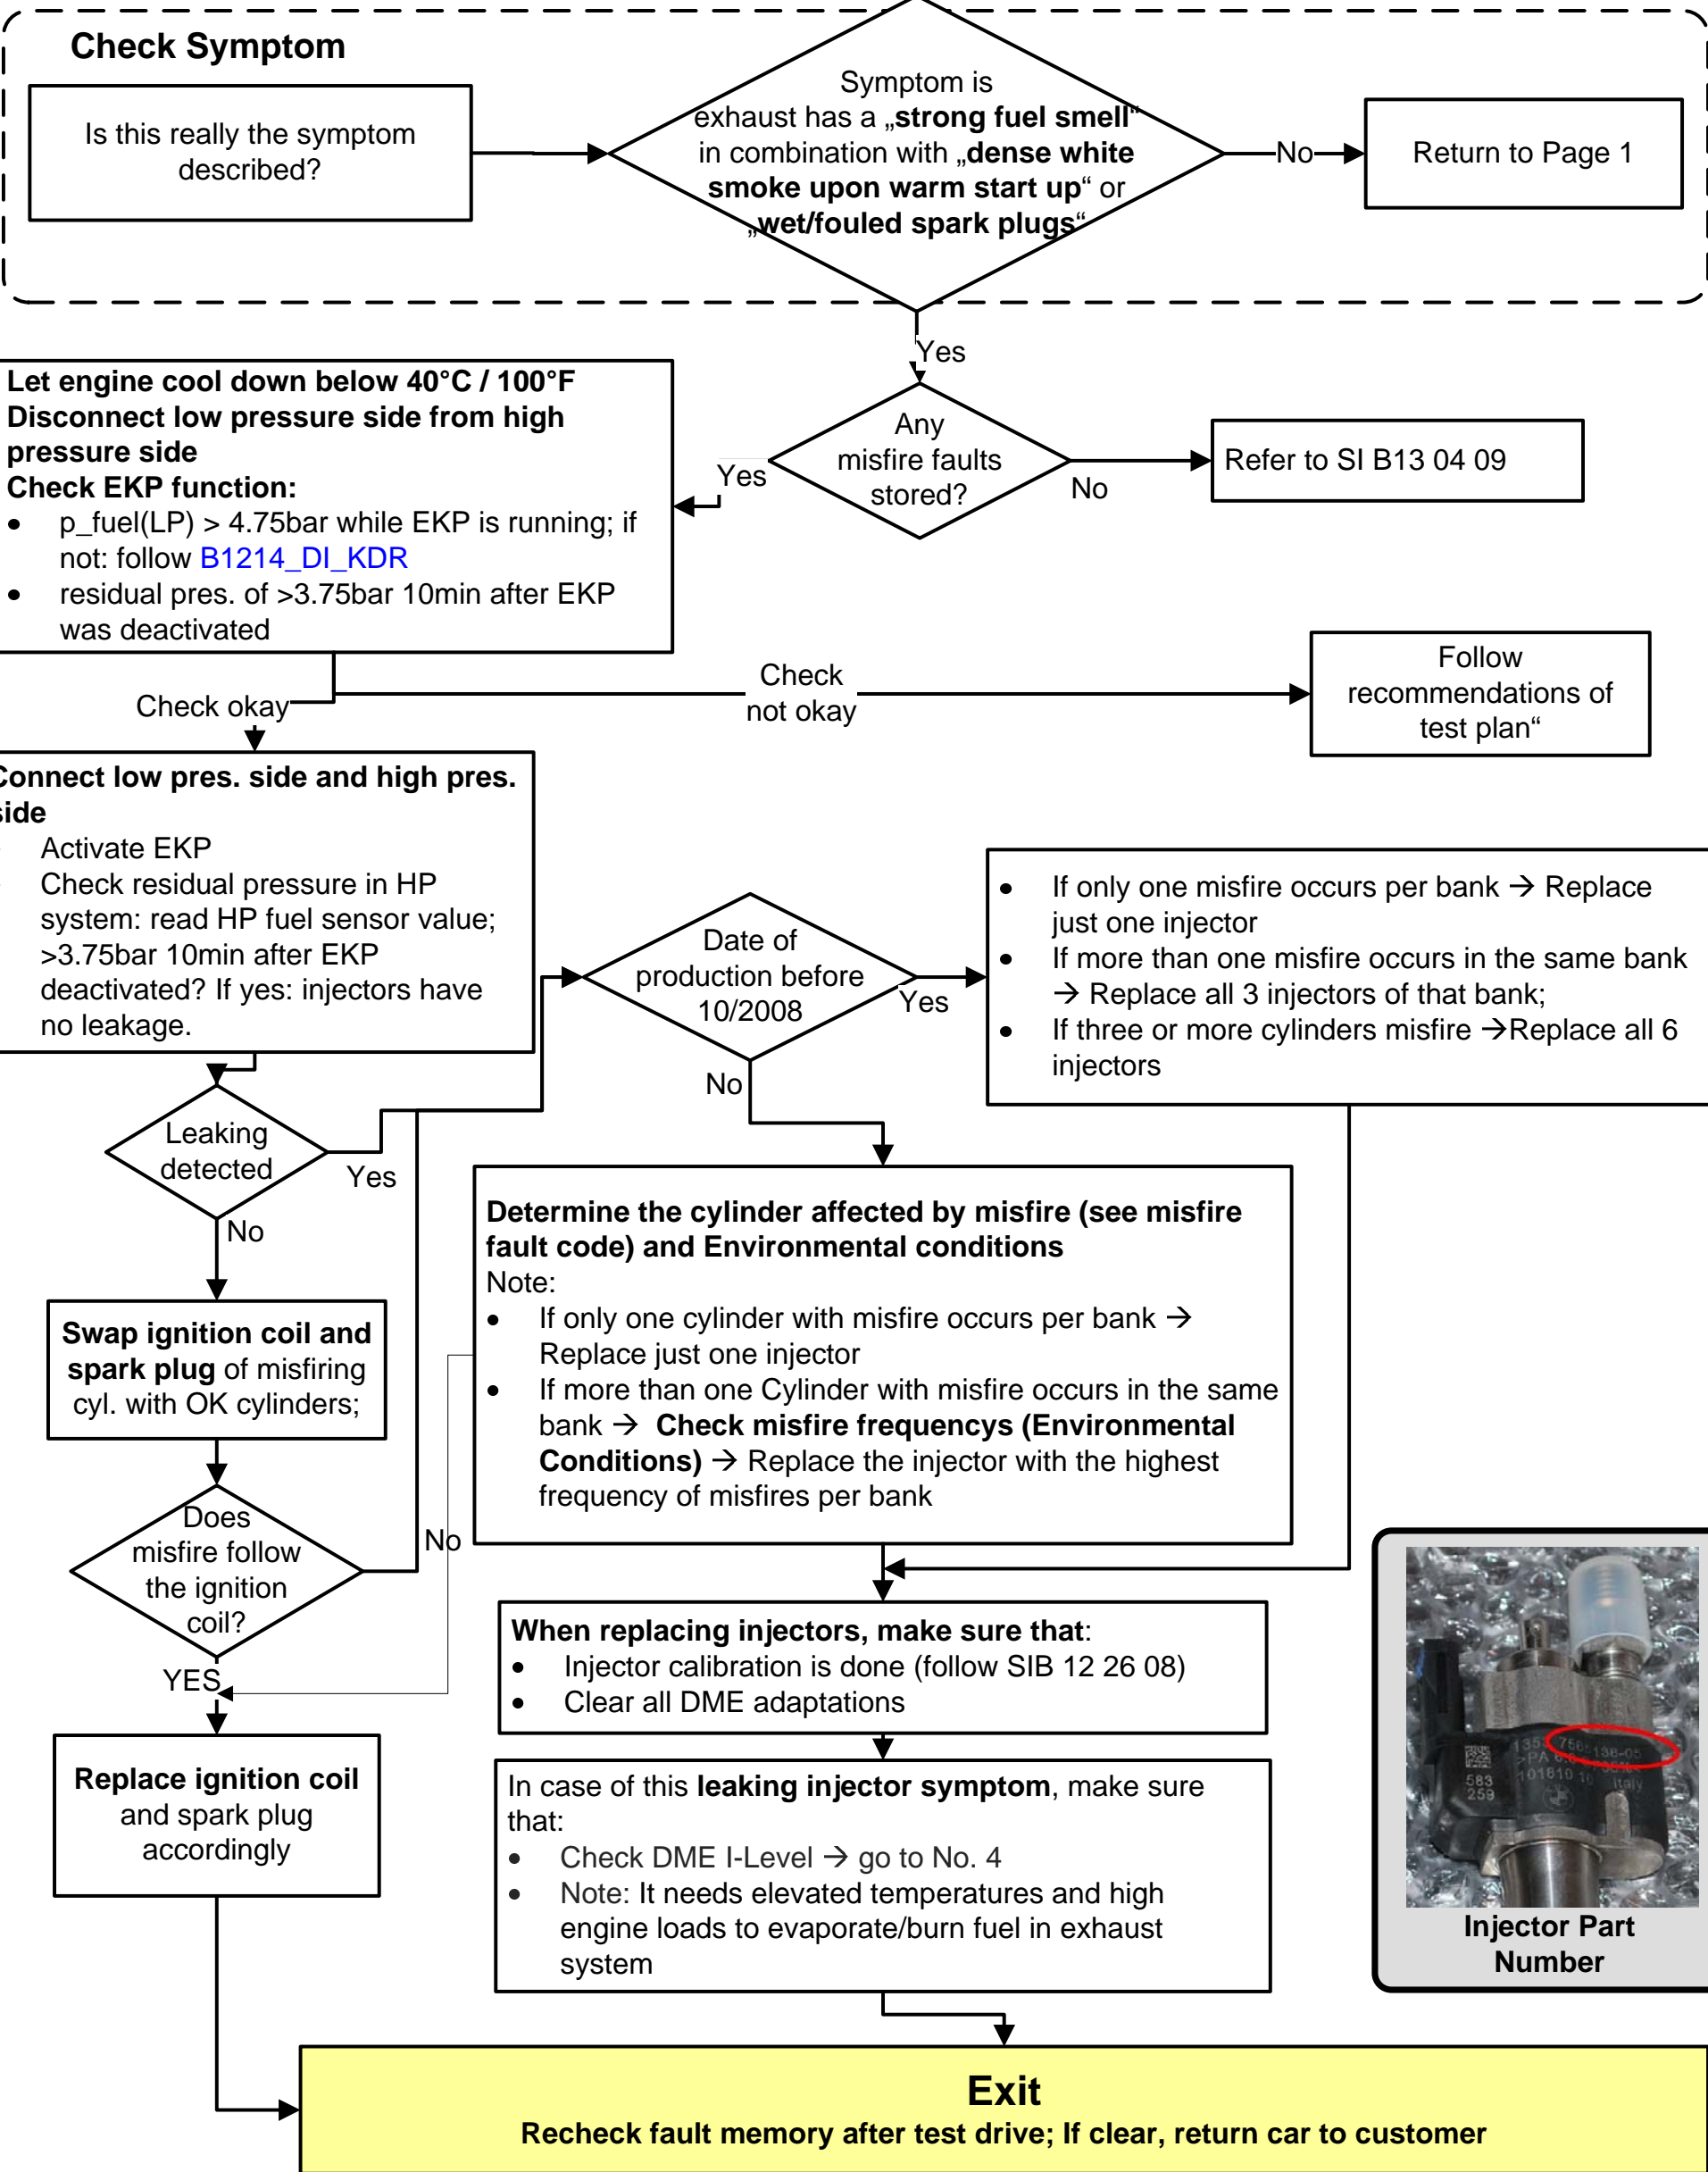 Check Symptom
Is this really the symptom
described?
Symptom is
exhaust has a „strong fuel smell“
in combination with „dense white
smoke upon warm start up“ or
„wet/fouled spark plugs“
No
Return to Page 1
Yes
Let engine cool down below 40°C / 100°F
Disconnect low pressure side from high
pressure side
Check EKP function:
• p_fuel(LP) > 4.75bar while EKP is running; if
not: follow B1214_DI_KDR
• residual pres. of >3.75bar 10min after EKP
was deactivated
Yes
Any
misfire faults
stored?
No
Refer to SI B13 04 09
Check okay
Check
not okay
Follow
recommendations of
test plan“
Connect low pres. side and high pres.
side
Activate EKP
Check residual pressure in HP
system: read HP fuel sensor value;
>3.75bar 10min after EKP
deactivated? If yes: injectors have
no leakage.
Date of
production before
10/2008
Yes
No
• If only one misfire occurs per bank → Replace
just one injector
• If more than one misfire occurs in the same bank
→ Replace all 3 injectors of that bank;
• If three or more cylinders misfire →Replace all 6
injectors
Leaking
detected
Yes
No
Determine the cylinder affected by misfire (see misfire
fault code) and Environmental conditions
Note:
• If only one cylinder with misfire occurs per bank →
Replace just one injector
• If more than one Cylinder with misfire occurs in the same
bank → Check misfire frequencys (Environmental
Conditions) → Replace the injector with the highest
frequency of misfires per bank
Swap ignition coil and
spark plug of misfiring
cyl. with OK cylinders;
Does
misfire follow
the ignition
coil?
No
YES
When replacing injectors, make sure that:
• Injector calibration is done (follow SIB 12 26 08)
• Clear all DME adaptations
Replace ignition coil
and spark plug
accordingly
In case of this leaking injector symptom, make sure
that:
• Check DME I-Level → go to No. 4
• Note: It needs elevated temperatures and high
engine loads to evaporate/burn fuel in exhaust
system
583
259
Italy
Injector Part
Number
Exit
Recheck fault memory after test drive; If clear, return car to customer